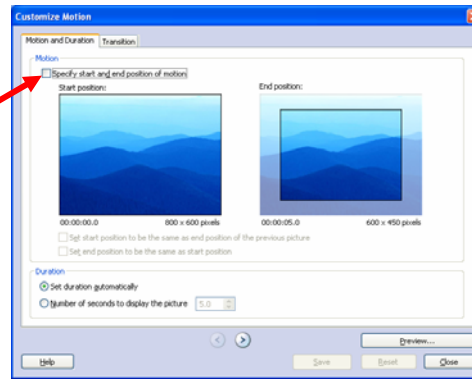 Customize Motion
Motion and Duration Transition
Motion
Specify start and end position of motion
Start position: End position:
00:00:00.0 800 x 600 pixels 00:00:05.0 600 x 450 pixels
Set start position to be the same as end position of the previous picture
Set end position to be the same as start position
Duration
Set duration automatically
Number of seconds to display the picture 5.0
Preview...
Help Save Reset Close